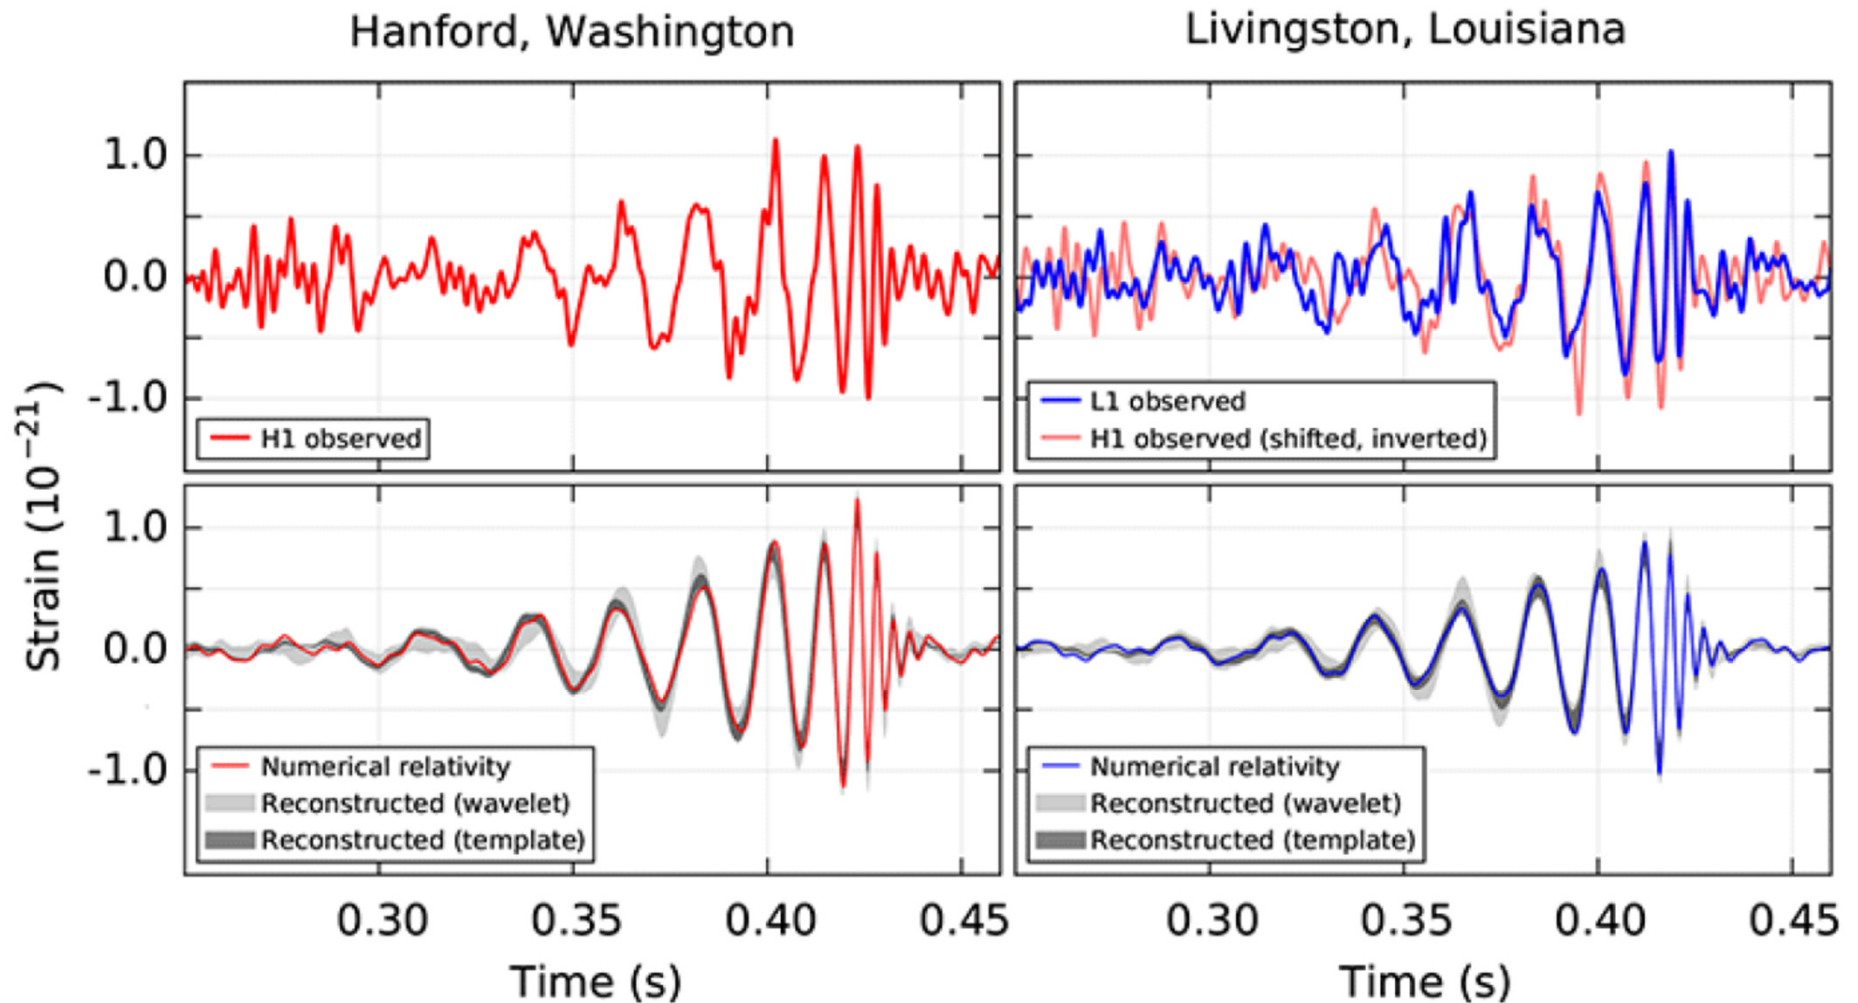 Hanford, Washington
Livingston, Louisiana
1.0
0.0
-1.0
H1 observed
L1 observed
H1 observed (shifted, inverted)
Strain (10⁻²¹)
1.0
0.0
-1.0
Numerical relativity
Reconstructed (wavelet)
Reconstructed (template)
Numerical relativity
Reconstructed (wavelet)
Reconstructed (template)
0.30 0.35 0.40 0.45
0.30 0.35 0.40 0.45
Time (s)
Time (s)